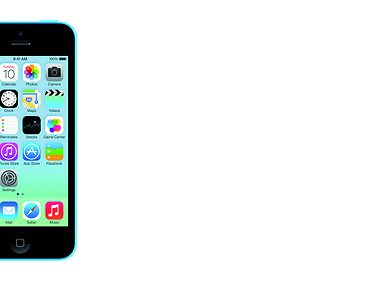 9:41 AM 100%
Tuesday
10
Calendar Photos Camera
Clock Maps Videos
Reminders Stocks Game Center
iTunes Store App Store Passbook
Settings
Mail Safari Music